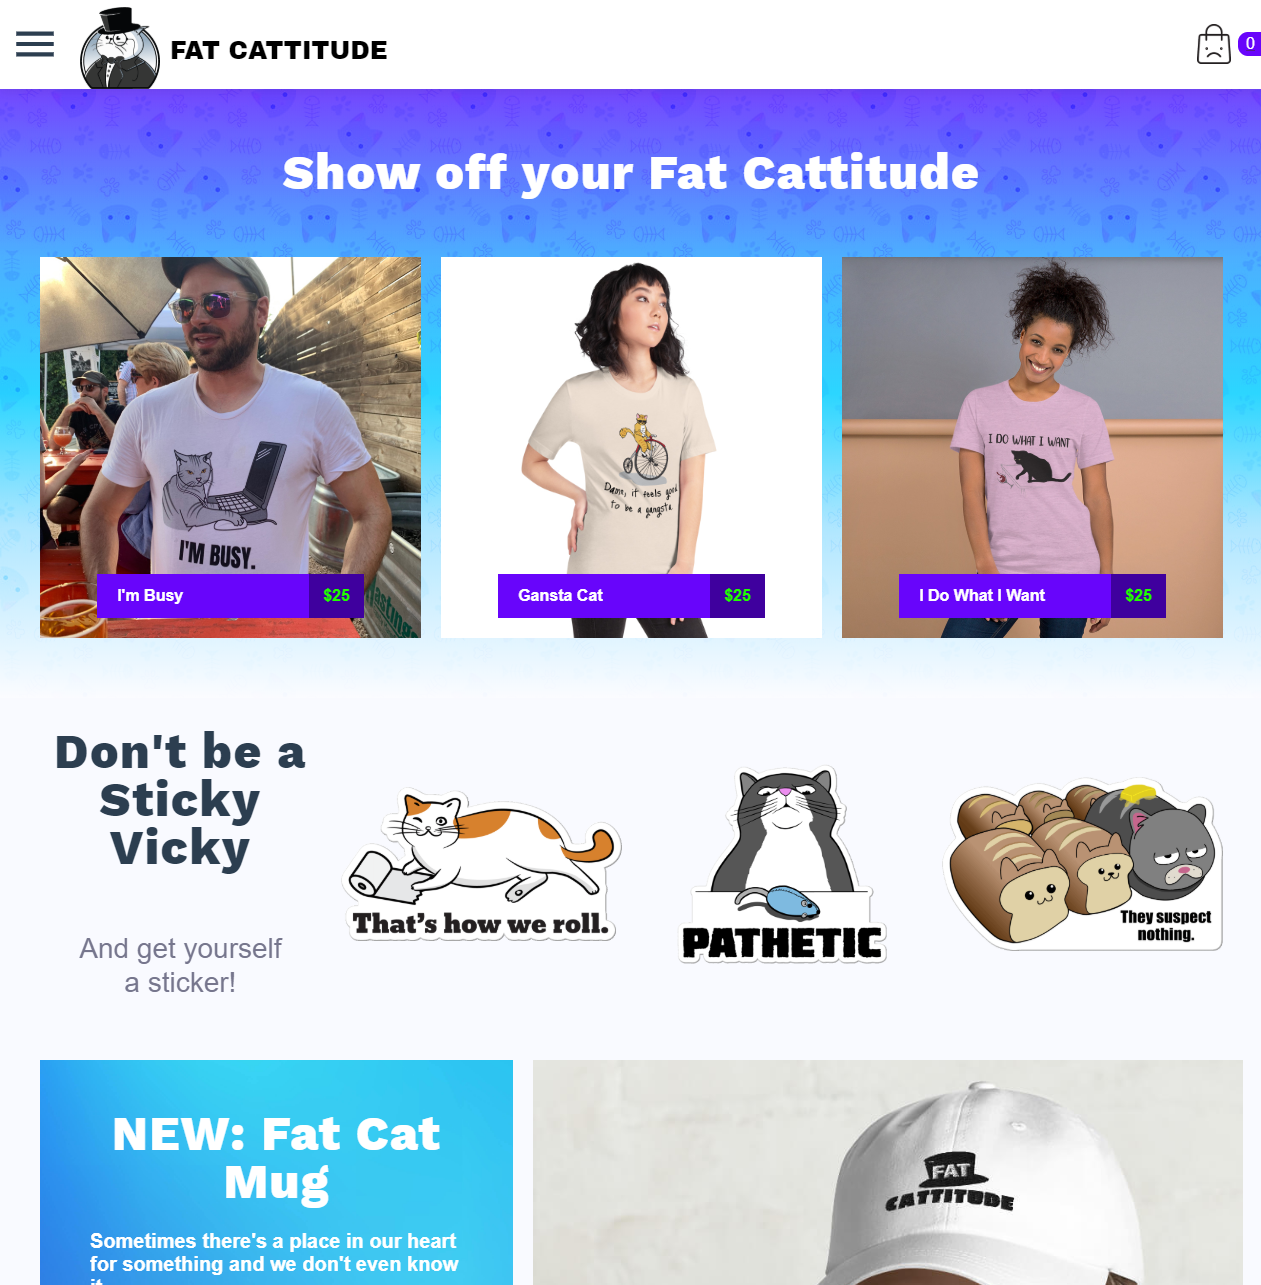 FAT CATTITUDE
0
Show off your Fat Cattitude
I'M BUSY.
I'm Busy
$25
Damn, it feels good
to be a gangsta.
Gansta Cat
$25
I DO WHAT I WANT
I Do What I Want
$25
Don't be a
Sticky
Vicky
And get yourself
a sticker!
That's how we roll.
PATHETIC
They suspect
nothing.
NEW: Fat Cat
Mug
Sometimes there's a place in our heart
for something and we don't even know
FAT
CATTITUDE